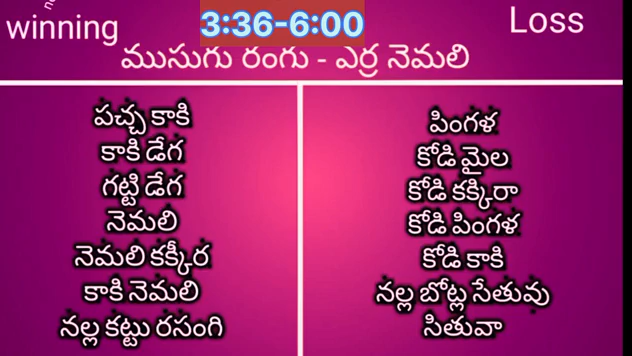 winning
3:36-6:00
Loss
ముసుగు రంగు - ఎర్ర నెమలి
పచ్చ కాకి
కాకి డేగ
గట్టి డేగ
నెమలి
నెమలి కక్కీర
కాకి నెమలి
నల్ల కట్టు రసంగి
పింగళ
కోడి మైల
కోడి కక్కిరా
కోడి పింగళ
కోడి కాకి
నల్ల బోట్ల సేతువు
సితువా